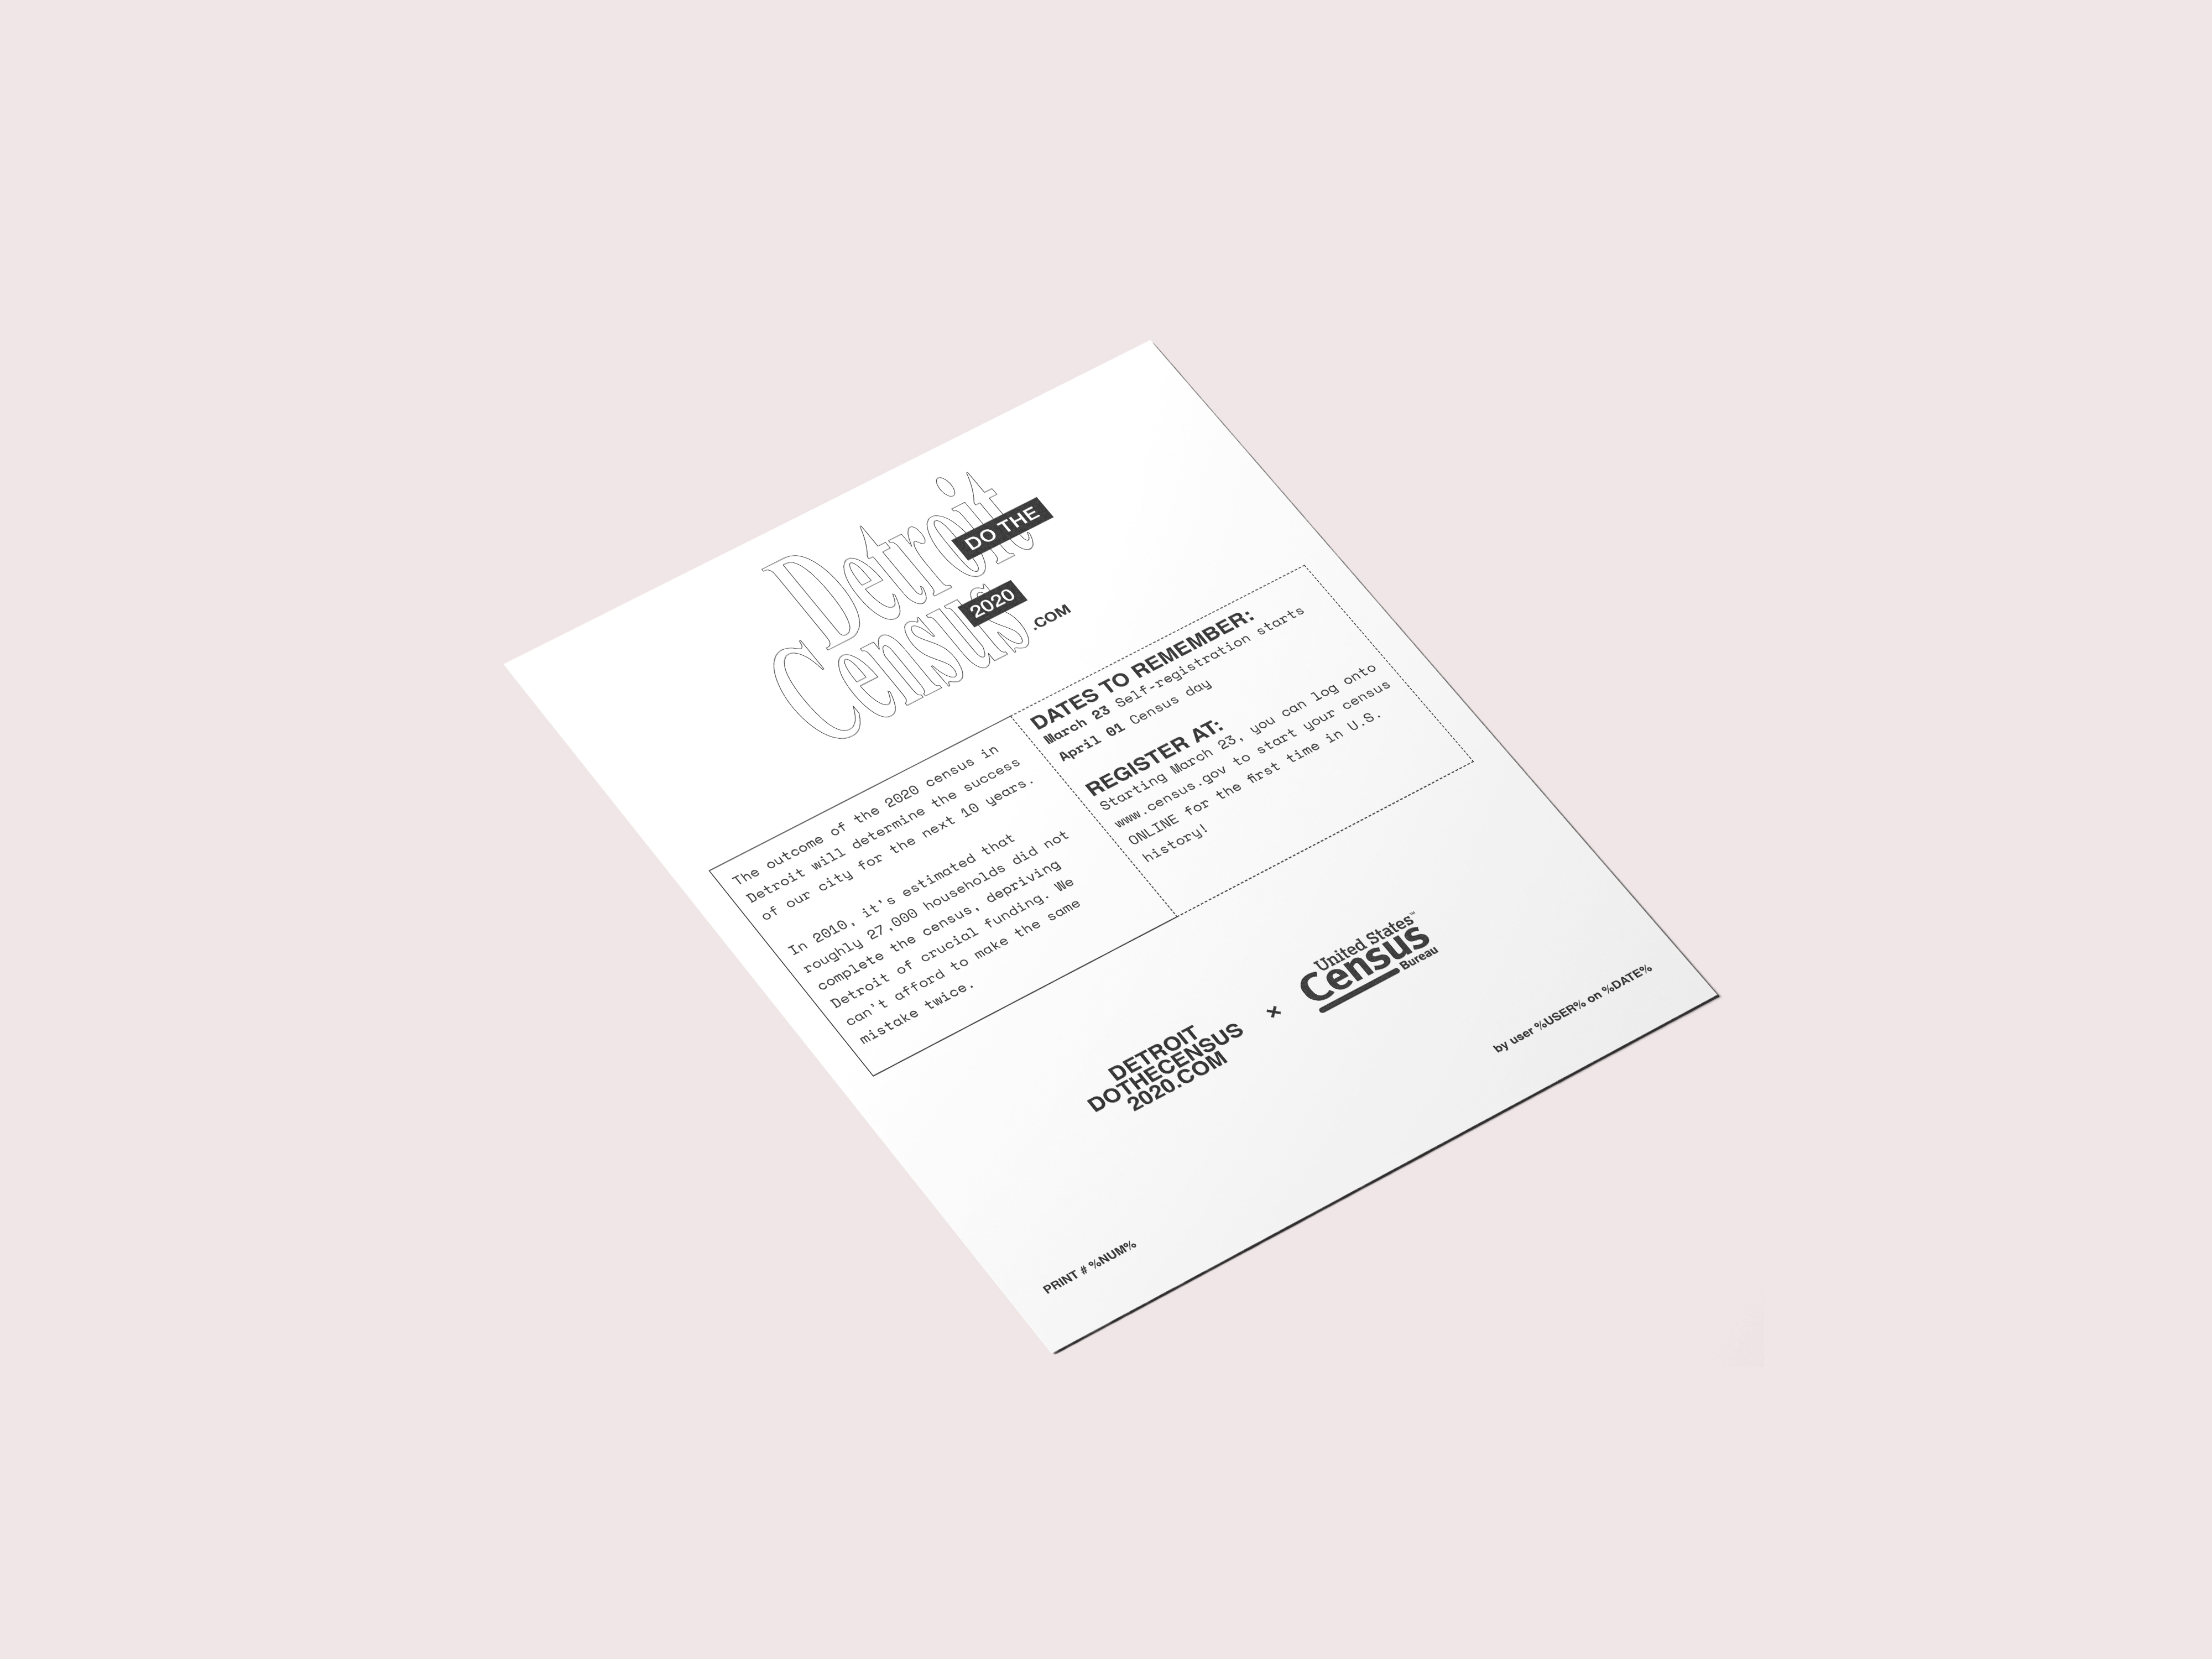 Detroit
DO THE
Census
2020
.COM
The outcome of the 2020 census in
Detroit will determine the success
of our city for the next 10 years.
In 2010, it's estimated that
roughly 27,000 households did not
complete the census, depriving
Detroit of crucial funding. We
can't afford to make the same
mistake twice.
DATES TO REMEMBER:
March 23 Self-registration starts
April 01 Census day
REGISTER AT:
Starting March 23, you can log onto
www.census.gov to start your census
ONLINE for the first time in U.S.
history!
DETROIT
DOTHECENSUS
2020.COM
×
United States™
Census
Bureau
PRINT # %NUM%
by user %USER% on %DATE%